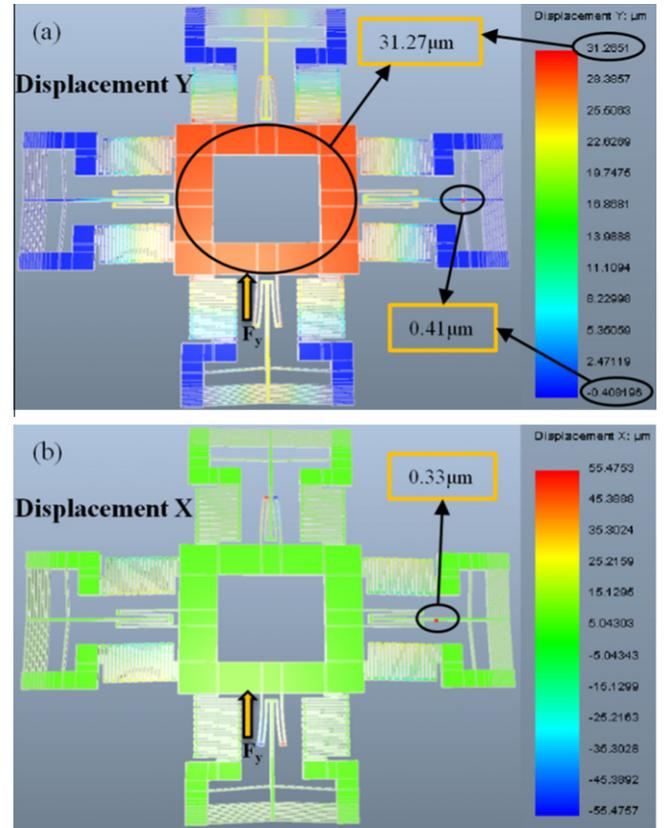 (a)
31.27μm
Displacement Y: μm
31.2651
Displacement Y
28.3857
25.5063
22.6269
19.7475
16.8681
13.9888
11.1094
8.22998
5.35059
2.47119
-0.408195
0.41μm
Fy
(b)
Displacement X: μm
0.33μm
55.4753
45.3888
35.3024
25.2159
15.1295
5.04303
-5.04343
-15.1299
-25.2163
-35.3028
-45.3892
-55.4757
Displacement X
Fy